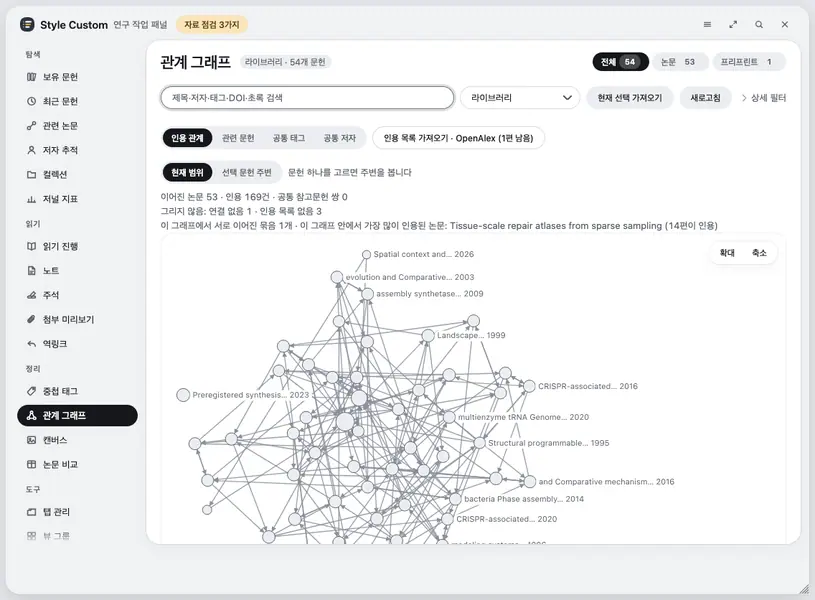 Style Custom 연구 작업 패널 자료 점검 3가지
탐색
보유 문헌
최근 문헌
관련 논문
저자 추적
컬렉션
저널 지표
읽기
읽기 진행
노트
주석
첨부 미리보기
역링크
정리
중첩 태그
관계 그래프
캔버스
논문 비교
도구
탭 관리
뷰 그룹
관계 그래프 라이브러리 · 54개 문헌
전체 54 논문 53 프리프린트 1
제목·저자·태그·DOI·초록 검색 라이브러리 현재 선택 가져오기 새로고침 상세 필터
인용 관계 관련 문헌 공통 태그 공통 저자 인용 목록 가져오기 · OpenAlex (1편 남음)
현재 범위 선택 문헌 주변 문헌 하나를 고르면 주변을 봅니다
이어진 논문 53 · 인용 169건 · 공통 참고문헌 쌍 0
그리지 않음: 연결 없음 1 · 인용 목록 없음 3
이 그래프에서 서로 이어진 묶음 1개 · 이 그래프 안에서 가장 많이 인용된 논문: Tissue-scale repair atlases from sparse sampling (14편이 인용)
확대 축소
Spatial context and... 2026
evolution and Comparative... 2003
assembly synthetase... 2009
Landscape... 1999
CRISPR-associated... 2016
Preregistered synthesis... 2023
multienzyme tRNA Genome... 2020
Structural programmable... 1995
and Comparative mechanism... 2016
bacteria Phase assembly... 2014
CRISPR-associated... 2020